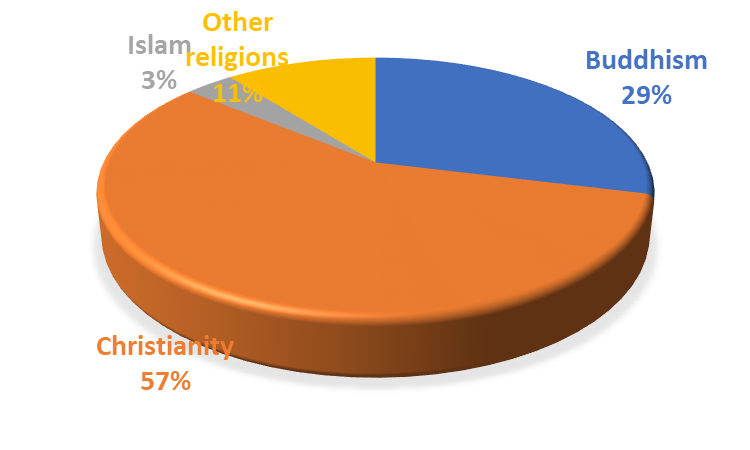 Other
religions
11%
Islam
3%
Buddhism
29%
Christianity
57%